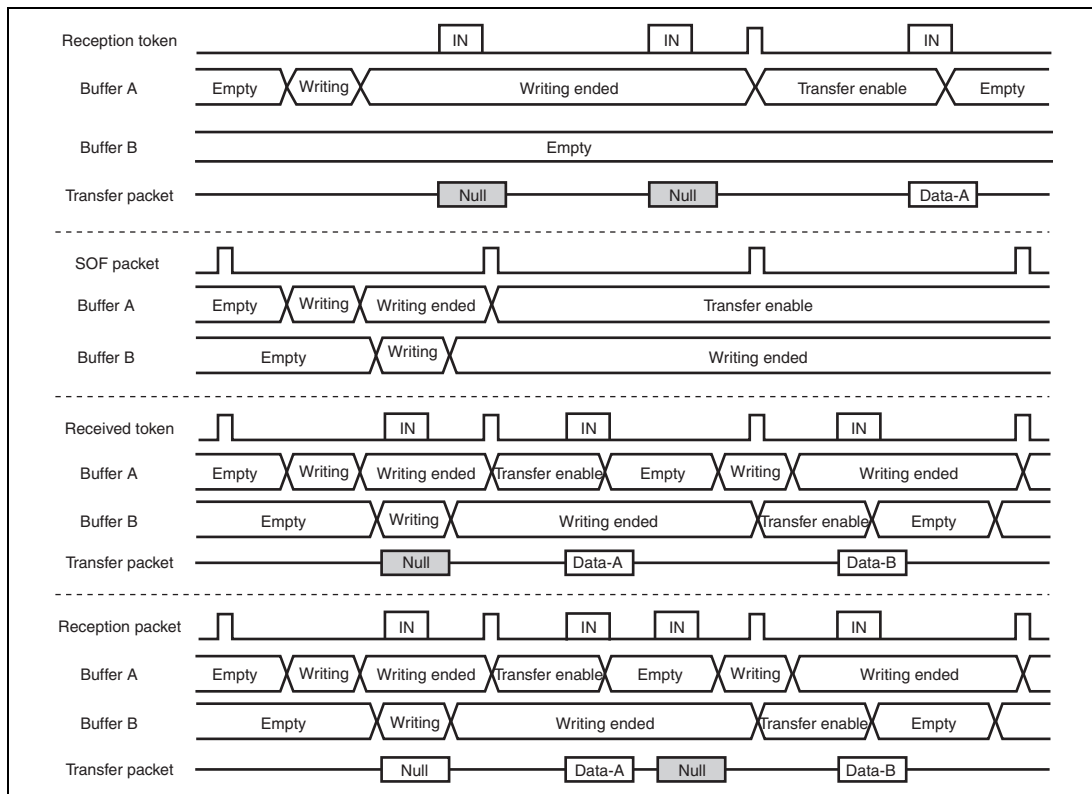 Reception token IN IN IN
Buffer A Empty Writing Writing ended Transfer enable Empty
Buffer B Empty
Transfer packet Null Null Data-A
SOF packet
Buffer A Empty Writing Writing ended Transfer enable
Buffer B Empty Writing Writing ended
Received token IN IN IN
Buffer A Empty Writing Writing ended Transfer enable Empty Writing Writing ended
Buffer B Empty Writing Writing ended Transfer enable Empty
Transfer packet Null Data-A Data-B
Reception packet IN IN IN IN
Buffer A Empty Writing Writing ended Transfer enable Empty Writing Writing ended
Buffer B Empty Writing Writing ended Transfer enable Empty
Transfer packet Null Data-A Null Data-B